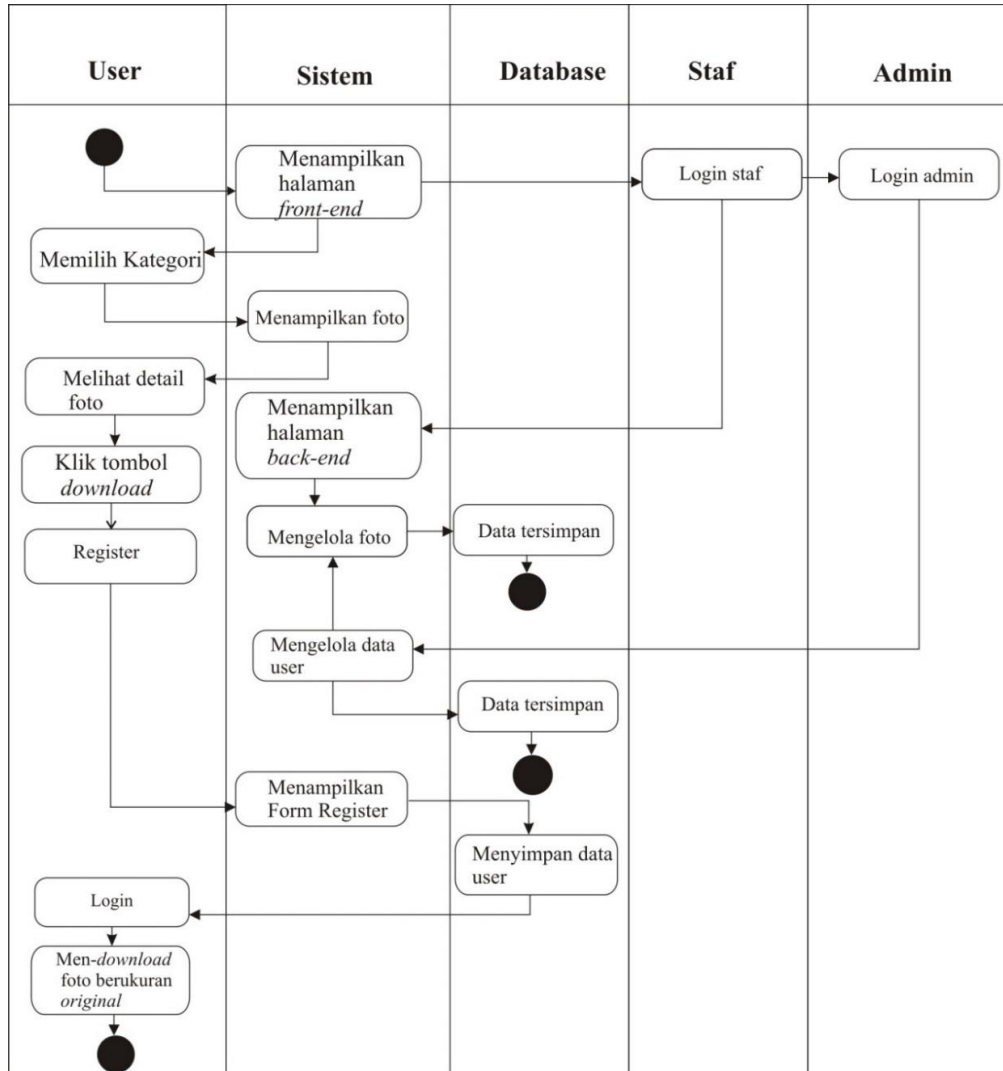 User
Sistem
Database
Staf
Admin
Menampilkan
halaman
front-end
Login staf
Login admin
Memilih Kategori
Menampilkan foto
Melihat detail
foto
Menampilkan
halaman
back-end
Klik tombol
download
Mengelola foto
Data tersimpan
Register
Mengelola data
user
Data tersimpan
Menampilkan
Form Register
Menyimpan data
user
Login
Men-download
foto berukuran
original